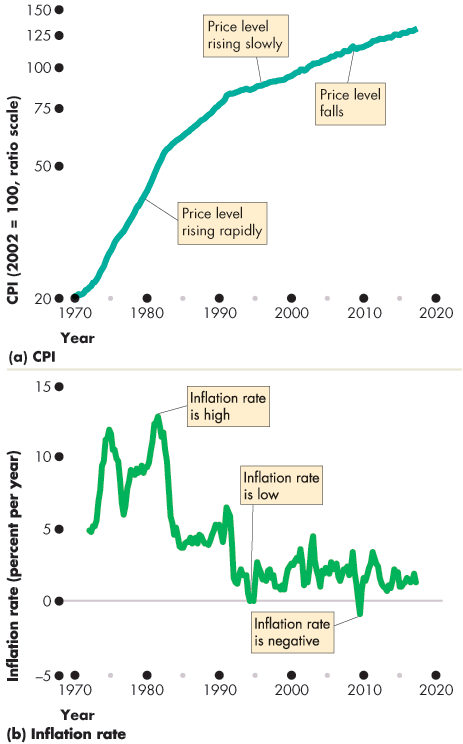 150
125
100
75
50
20
CPI (2002 = 100, ratio scale)
Price level
rising slowly
Price level
falls
Price level
rising rapidly
1970 1980 1990 2000 2010 2020
Year
(a) CPI
15
10
5
0
–5
Inflation rate (percent per year)
Inflation rate
is high
Inflation rate
is low
Inflation rate
is negative
1970 1980 1990 2000 2010 2020
Year
(b) Inflation rate